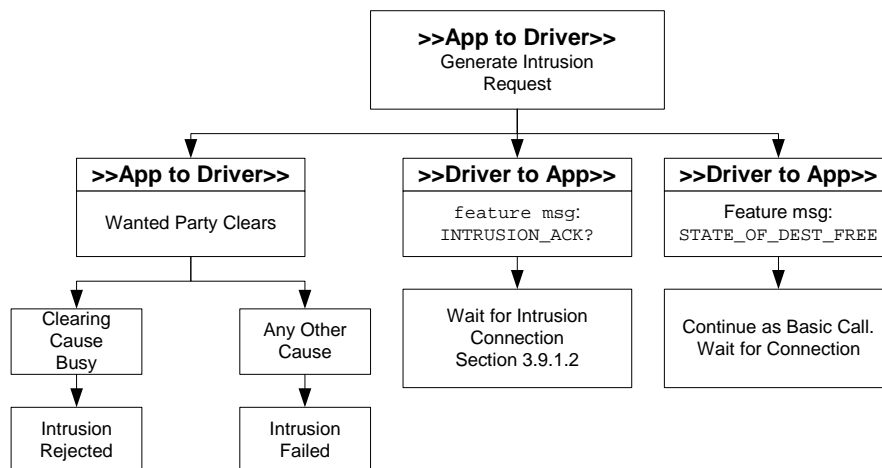 >>App to Driver>>
Generate Intrusion
Request
>>App to Driver>>
Wanted Party Clears
>>Driver to App>>
feature msg:
INTRUSION_ACK?
>>Driver to App>>
Feature msg:
STATE_OF_DEST_FREE
Clearing
Cause
Busy
Any Other
Cause
Wait for Intrusion
Connection
Section 3.9.1.2
Continue as Basic Call.
Wait for Connection
Intrusion
Rejected
Intrusion
Failed